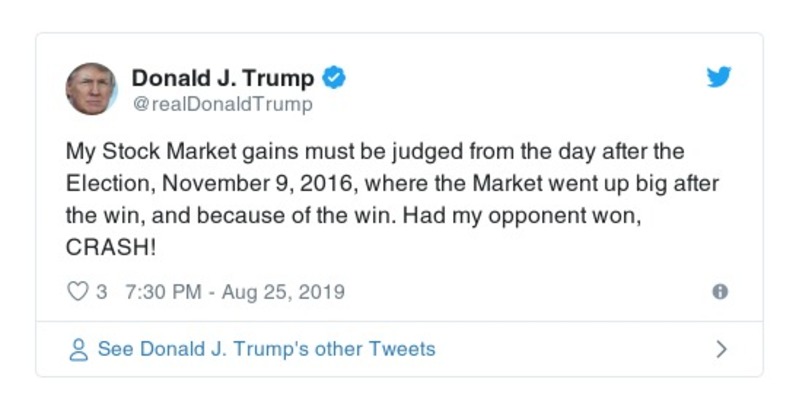 Donald J. Trump
@realDonaldTrump
My Stock Market gains must be judged from the day after the
Election, November 9, 2016, where the Market went up big after
the win, and because of the win. Had my opponent won,
CRASH!
3 7:30 PM - Aug 25, 2019
See Donald J. Trump's other Tweets